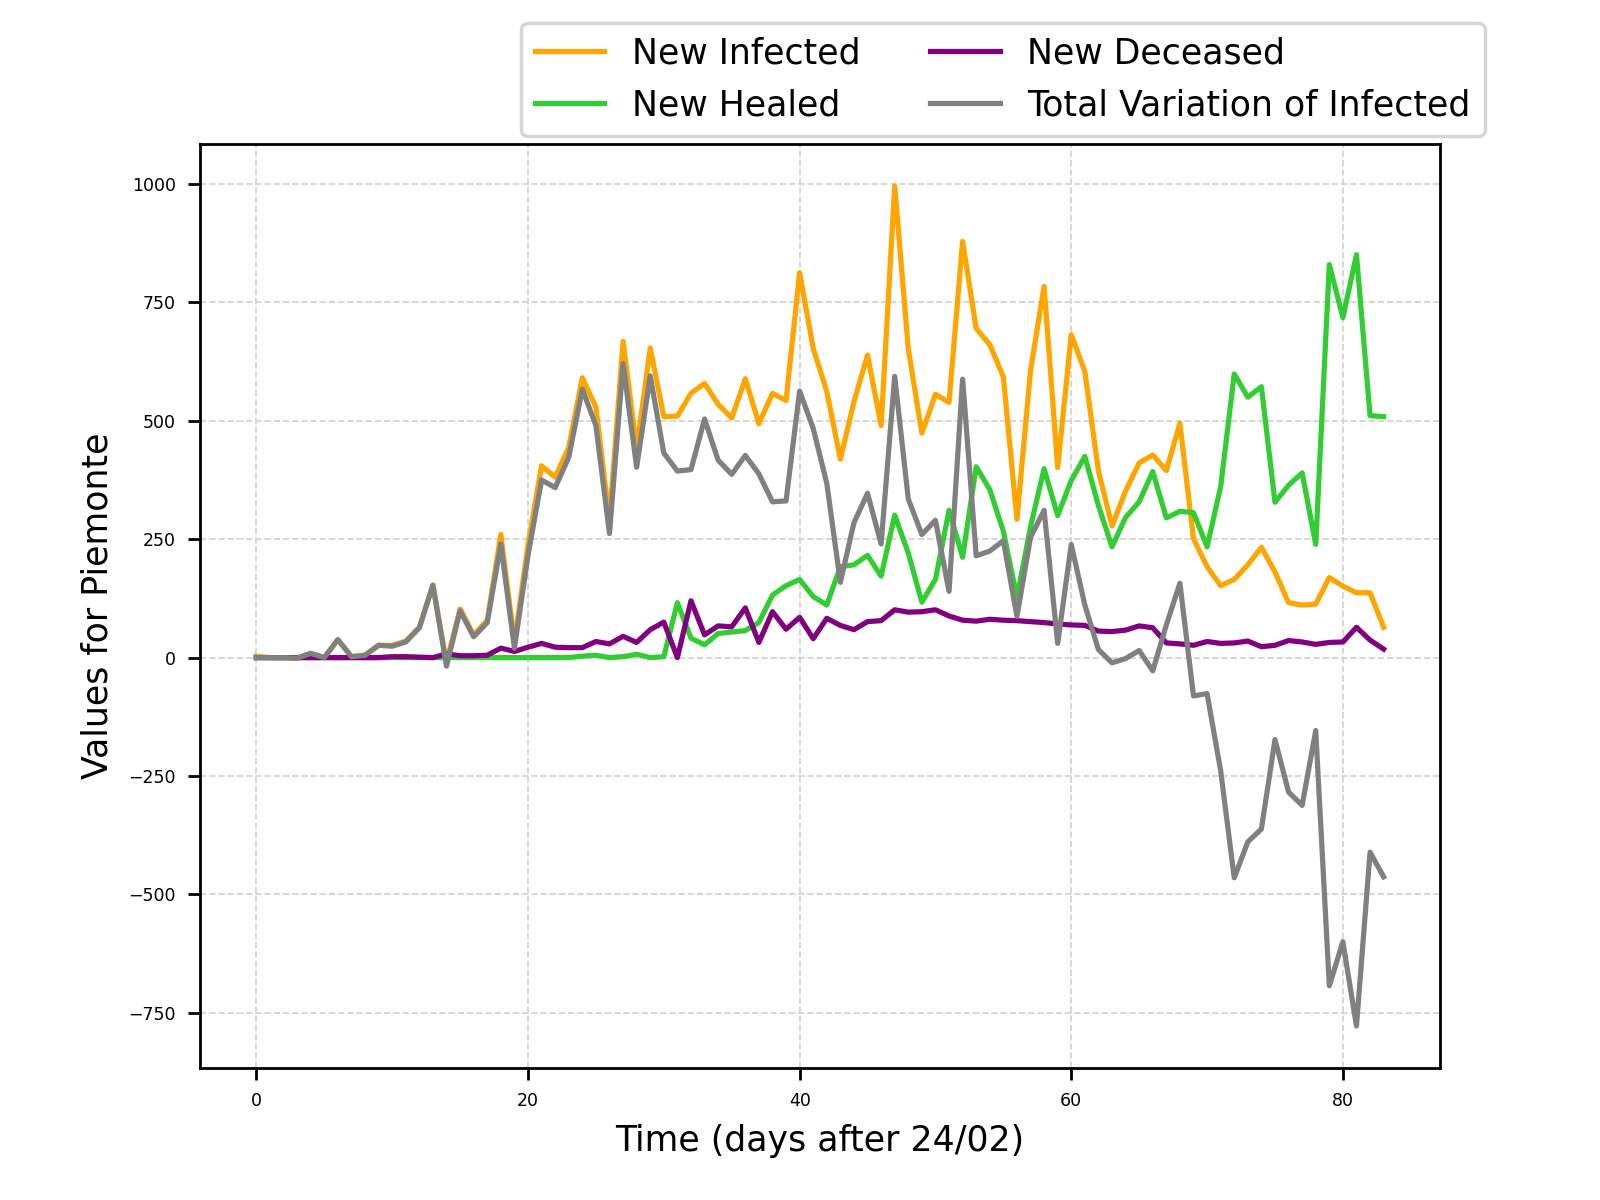 New Infected New Deceased
New Healed Total Variation of Infected
1000
750
500
250
0
−250
−500
−750
Values for Piemonte
0 20 40 60 80
Time (days after 24/02)